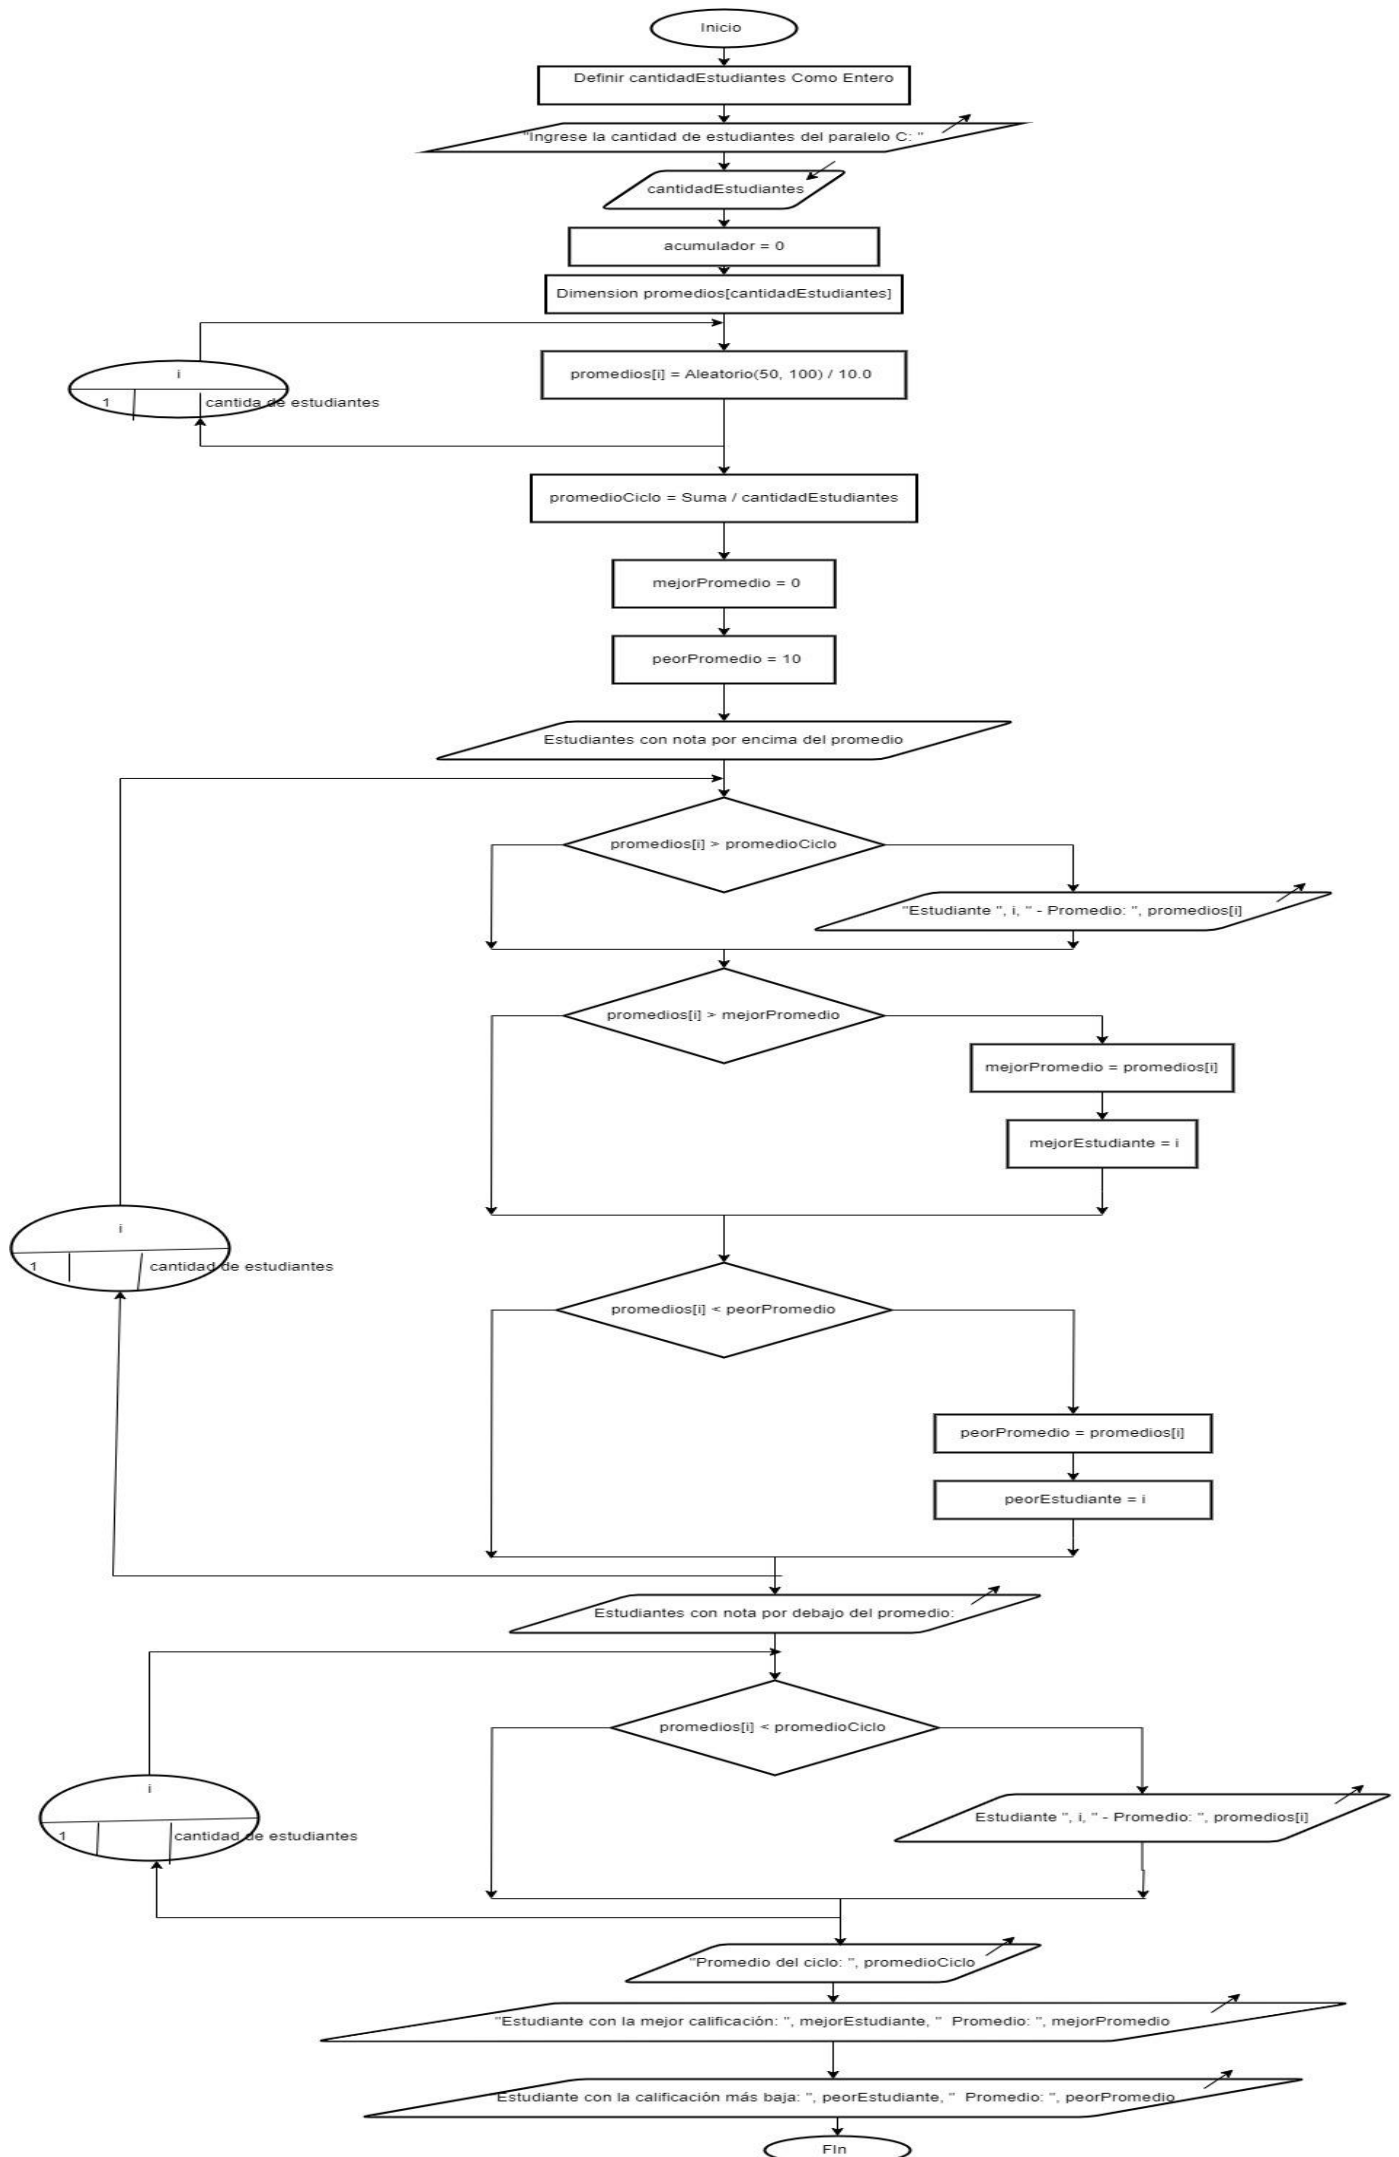 Inicio
Definir cantidadEstudiantes Como Entero
"Ingrese la cantidad de estudiantes del paralelo C: "
cantidadEstudiantes
acumulador = 0
Dimension promedios[cantidadEstudiantes]
i
1 cantida de estudiantes
promedios[i] = Aleatorio(50, 100) / 10.0
promedioCiclo = Suma / cantidadEstudiantes
mejorPromedio = 0
peorPromedio = 10
Estudiantes con nota por encima del promedio
promedios[i] > promedioCiclo
"Estudiante ", i, " - Promedio: ", promedios[i]
promedios[i] > mejorPromedio
mejorPromedio = promedios[i]
mejorEstudiante = i
i
1 cantidad de estudiantes
promedios[i] < peorPromedio
peorPromedio = promedios[i]
peorEstudiante = i
Estudiantes con nota por debajo del promedio:
promedios[i] < promedioCiclo
i
1 cantidad de estudiantes
Estudiante ", i, " - Promedio: ", promedios[i]
"Promedio del ciclo: ", promedioCiclo
"Estudiante con la mejor calificación: ", mejorEstudiante, "  Promedio: ", mejorPromedio
Estudiante con la calificación más baja: ", peorEstudiante, "  Promedio: ", peorPromedio
FIn